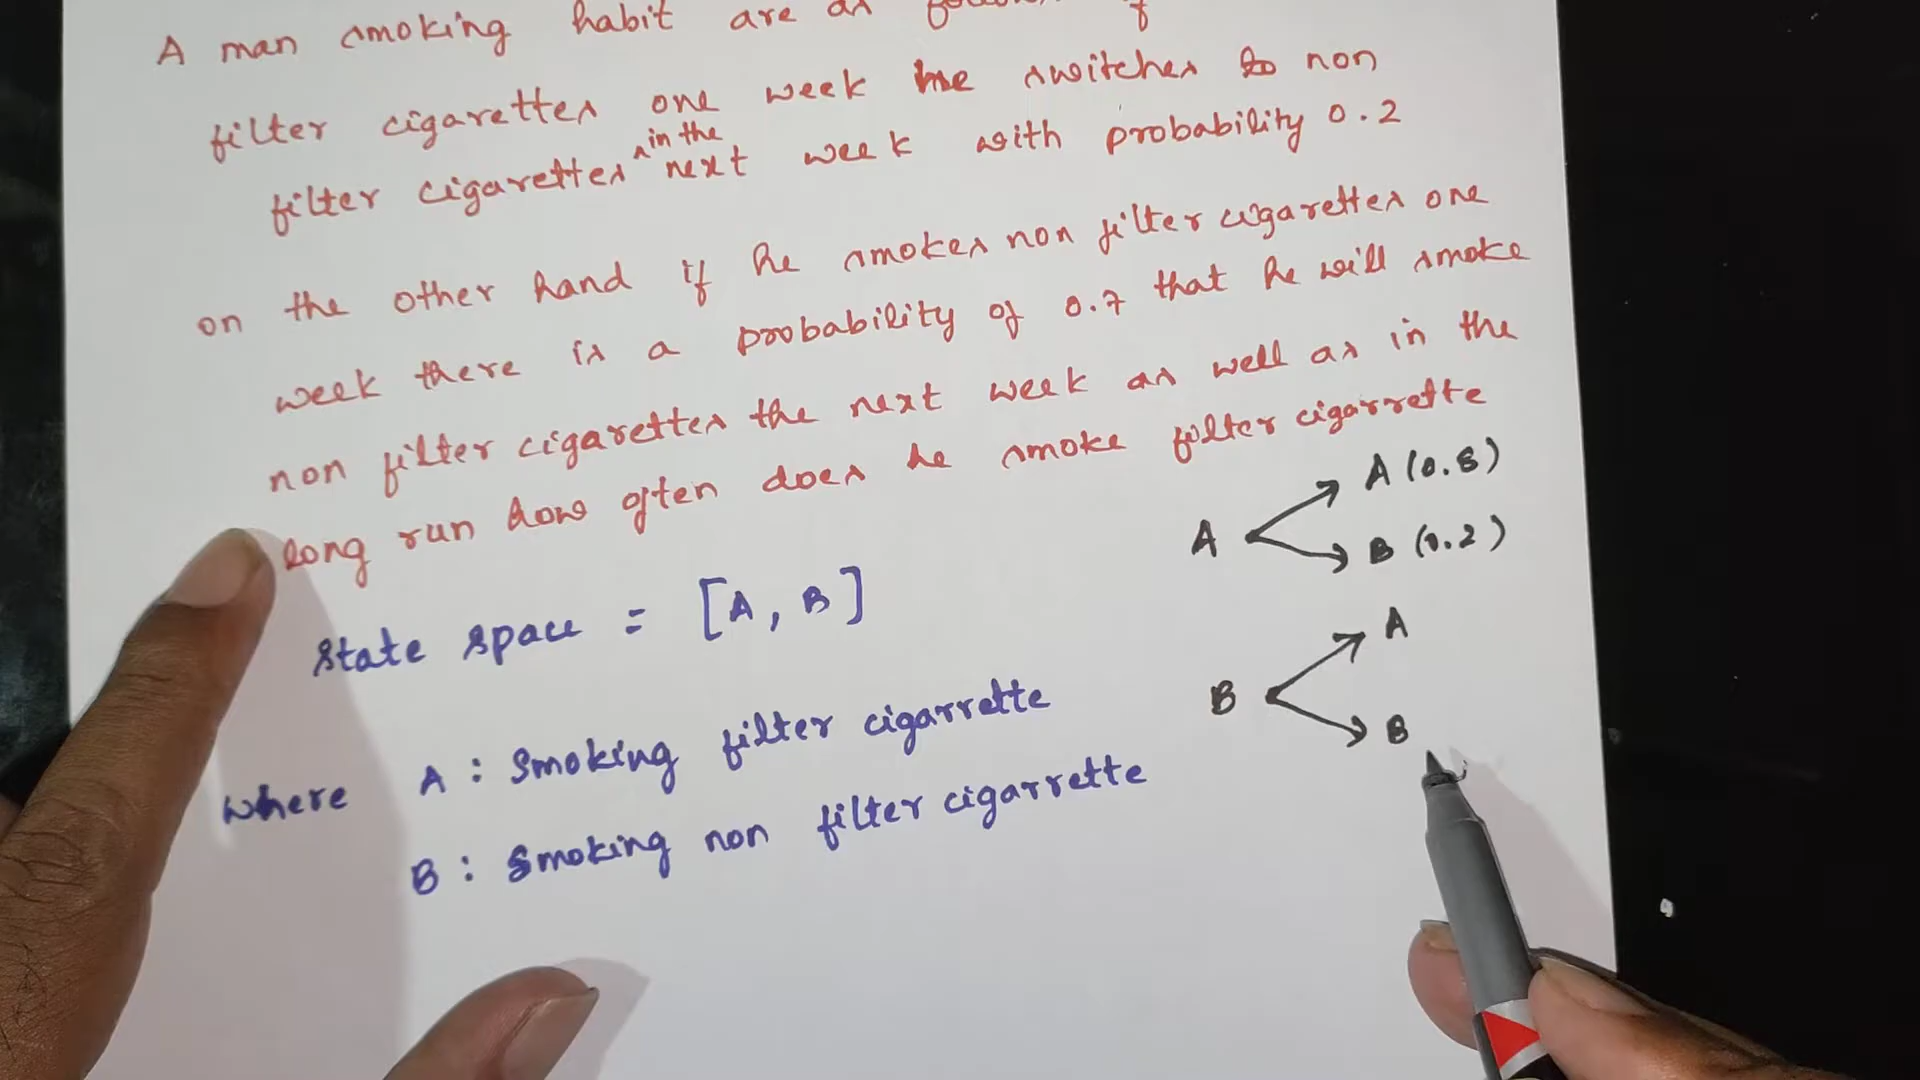 A man smoking habit are as
filter cigarettes one week he switches to non
filter cigarettes in the next week with probability 0.2
on the other hand if he smokes non filter cigarettes one
week there is a probability of 0.7 that he will smoke
non filter cigarettes the next week as well as in the
long run how often does he smoke filter cigarrette
A (0.8)
A
B (0.2)
State space = [A, B]
A
B
B
where A : Smoking filter cigarrette
B : Smoking non filter cigarrette